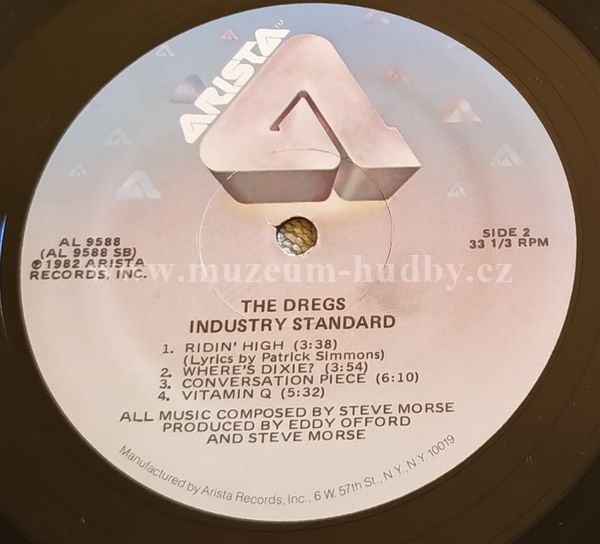 ARISTA
AL 9588
(AL 9588 SB)
℗1982 ARISTA
RECORDS, INC.
SIDE 2
33 1/3 RPM
www.muzeum-hudby.cz
THE DREGS
INDUSTRY STANDARD
1. RIDIN' HIGH (3:38)
(Lyrics by Patrick Simmons)
2. WHERE'S DIXIE? (3:54)
3. CONVERSATION PIECE (6:10)
4. VITAMIN Q (5:32)
ALL MUSIC COMPOSED BY STEVE MORSE
PRODUCED BY EDDY OFFORD
AND STEVE MORSE
Manufactured by Arista Records, Inc., 6 W. 57th St., N.Y., N.Y. 10019